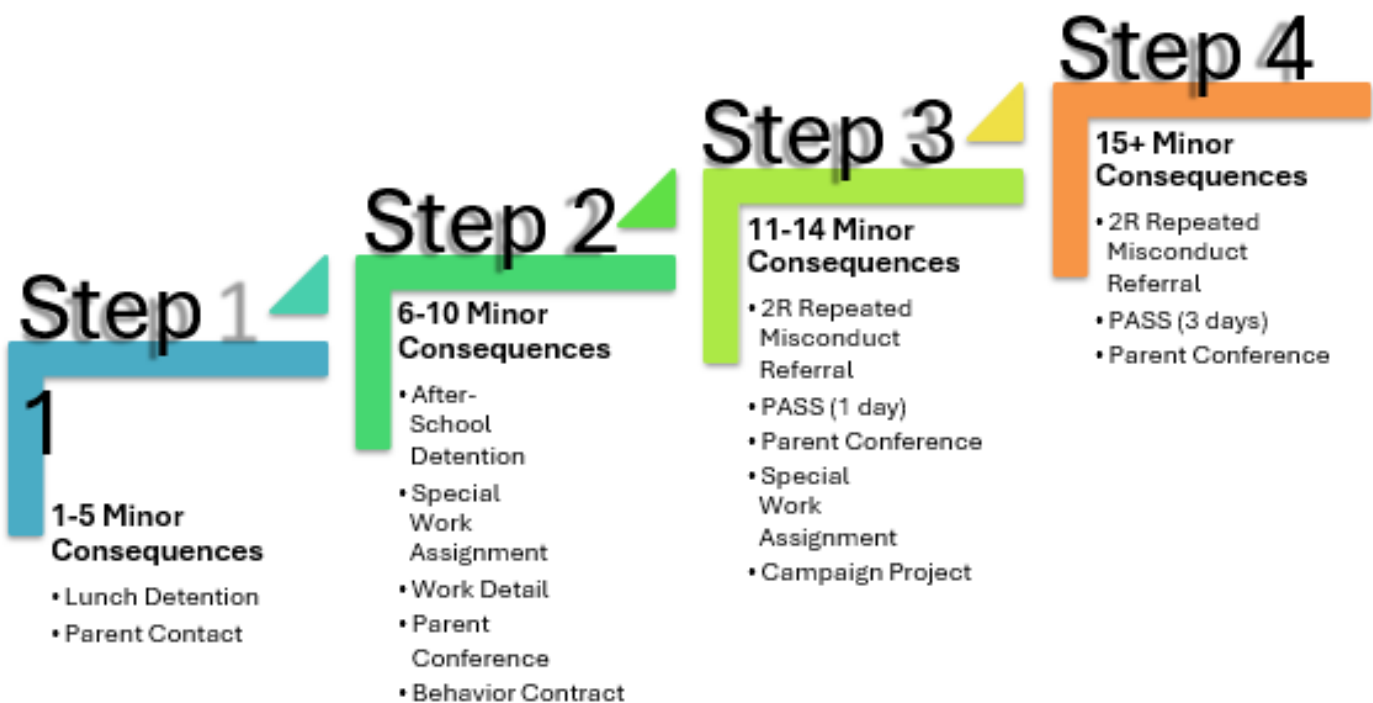 Step 1
1-5 Minor
Consequences
• Lunch Detention
• Parent Contact
Step 2
6-10 Minor
Consequences
• After-
School
Detention
• Special
Work
Assignment
• Work Detail
• Parent
Conference
• Behavior Contract
Step 3
11-14 Minor
Consequences
• 2R Repeated
Misconduct
Referral
• PASS (1 day)
• Parent Conference
• Special
Work
Assignment
• Campaign Project
Step 4
15+ Minor
Consequences
• 2R Repeated
Misconduct
Referral
• PASS (3 days)
• Parent Conference